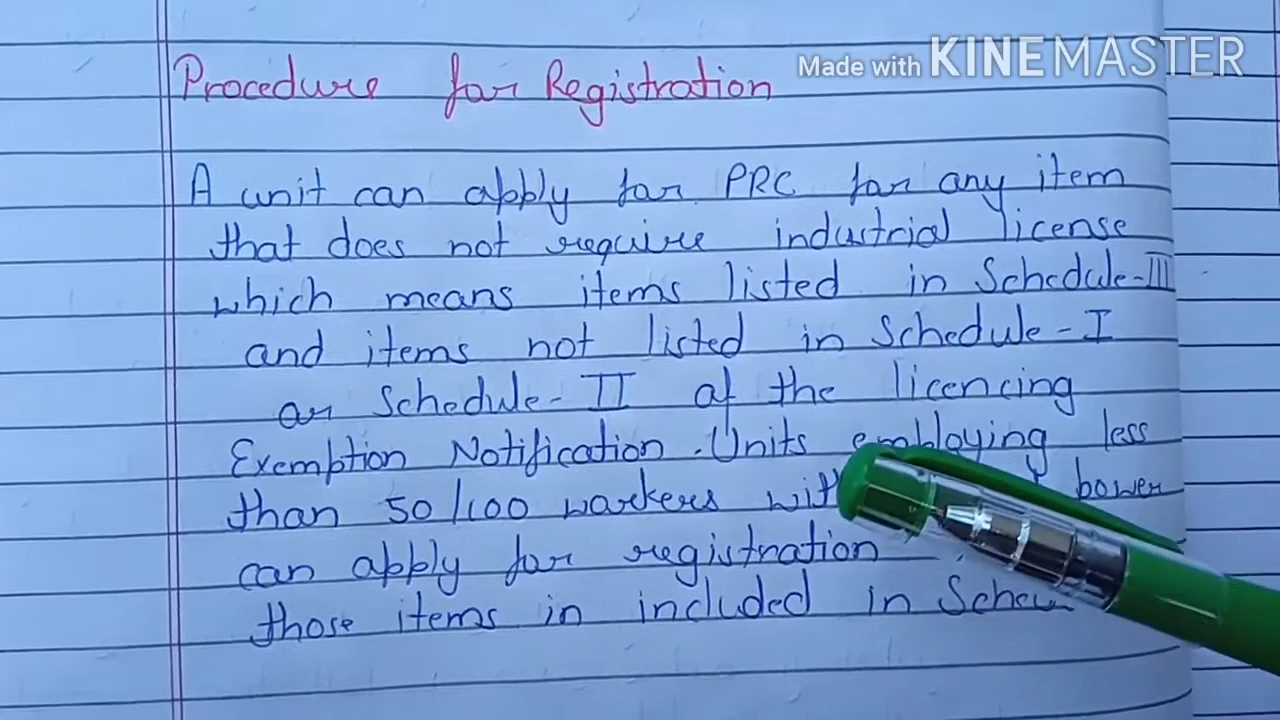 Made with KINEMASTER
Procedure for Registration
A unit can apply for PRC for any item
that does not require industrial license
which means items listed in Schedule-III
and items not listed in Schedule-I
or Schedule-II of the licencing
Exemption Notification. Units employing less
than 50/100 workers power
can apply for registration
those items in included in